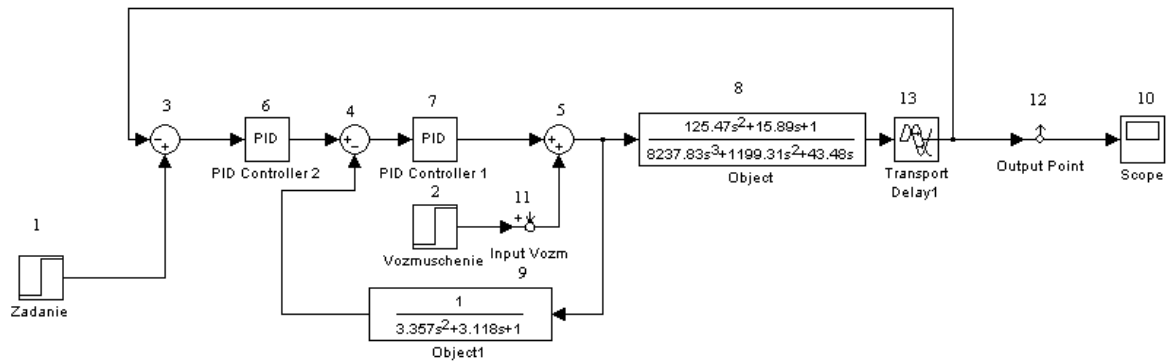 8
3
6
4
7
5
13
12
10
-
+
PID
+
-
PID
+
+
125.47s²+15.89s+1
8237.83s³+1199.31s²+43.48s
PID Controller 2
PID Controller 1
Object
Transport
Delay1
Output Point
Scope
1
2
11
+
Vozmuschenie
Input Vozm
9
Zadanie
1
3.357s²+3.118s+1
Object1